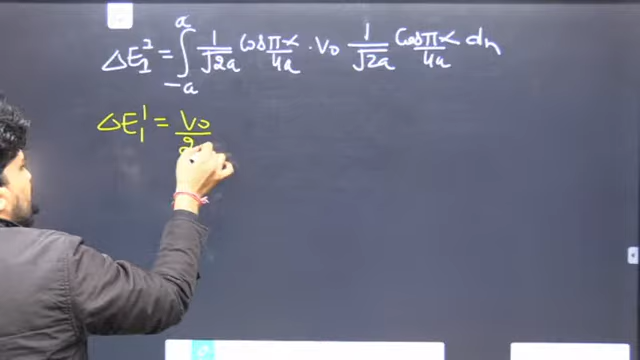 ΔE₁² = ∫₋ₐᵃ 1/√2a cos πx/4a · V₀ 1/√2a cos πx/4a dx
ΔE₁¹ = V₀/2